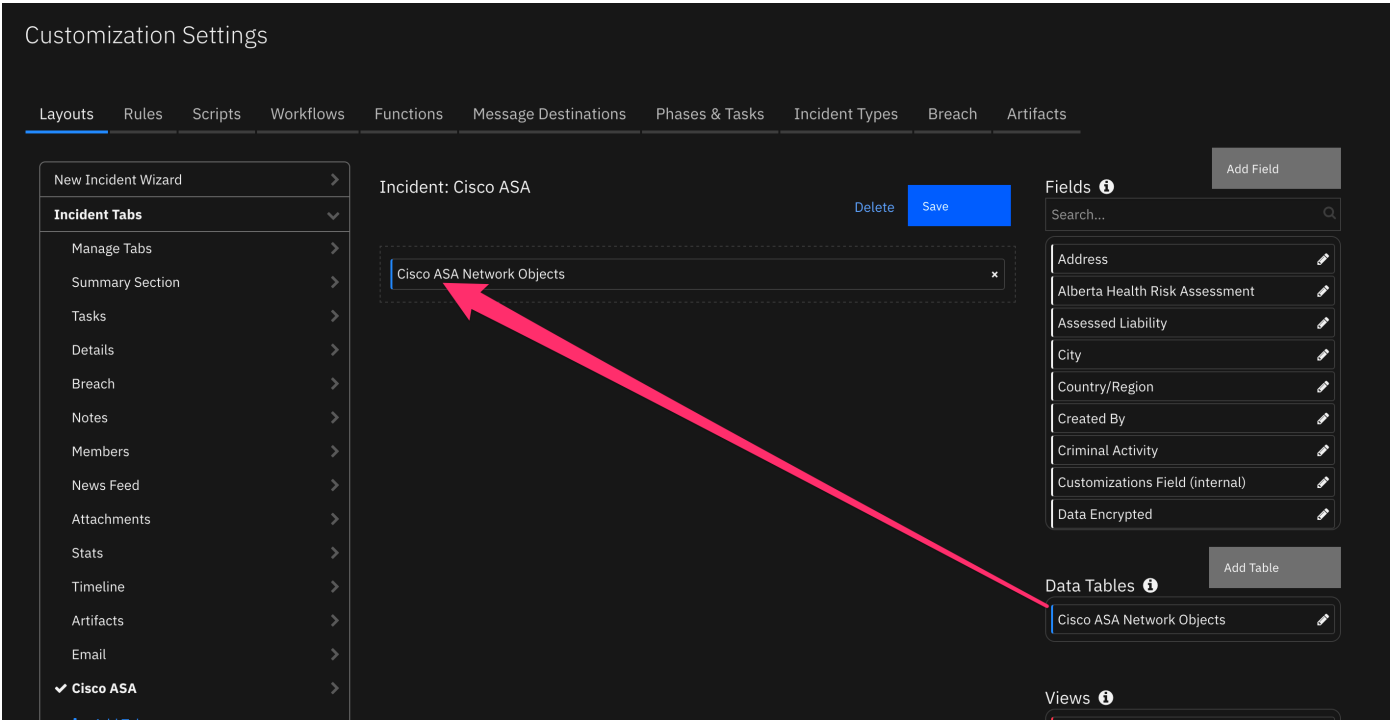 Customization Settings
Layouts Rules Scripts Workflows Functions Message Destinations Phases & Tasks Incident Types Breach Artifacts
New Incident Wizard
Incident Tabs
Manage Tabs
Summary Section
Tasks
Details
Breach
Notes
Members
News Feed
Attachments
Stats
Timeline
Artifacts
Email
Cisco ASA
Incident: Cisco ASA
Delete
Save
Cisco ASA Network Objects
Add Field
Fields
Search...
Address
Alberta Health Risk Assessment
Assessed Liability
City
Country/Region
Created By
Criminal Activity
Customizations Field (internal)
Data Encrypted
Add Table
Data Tables
Cisco ASA Network Objects
Views